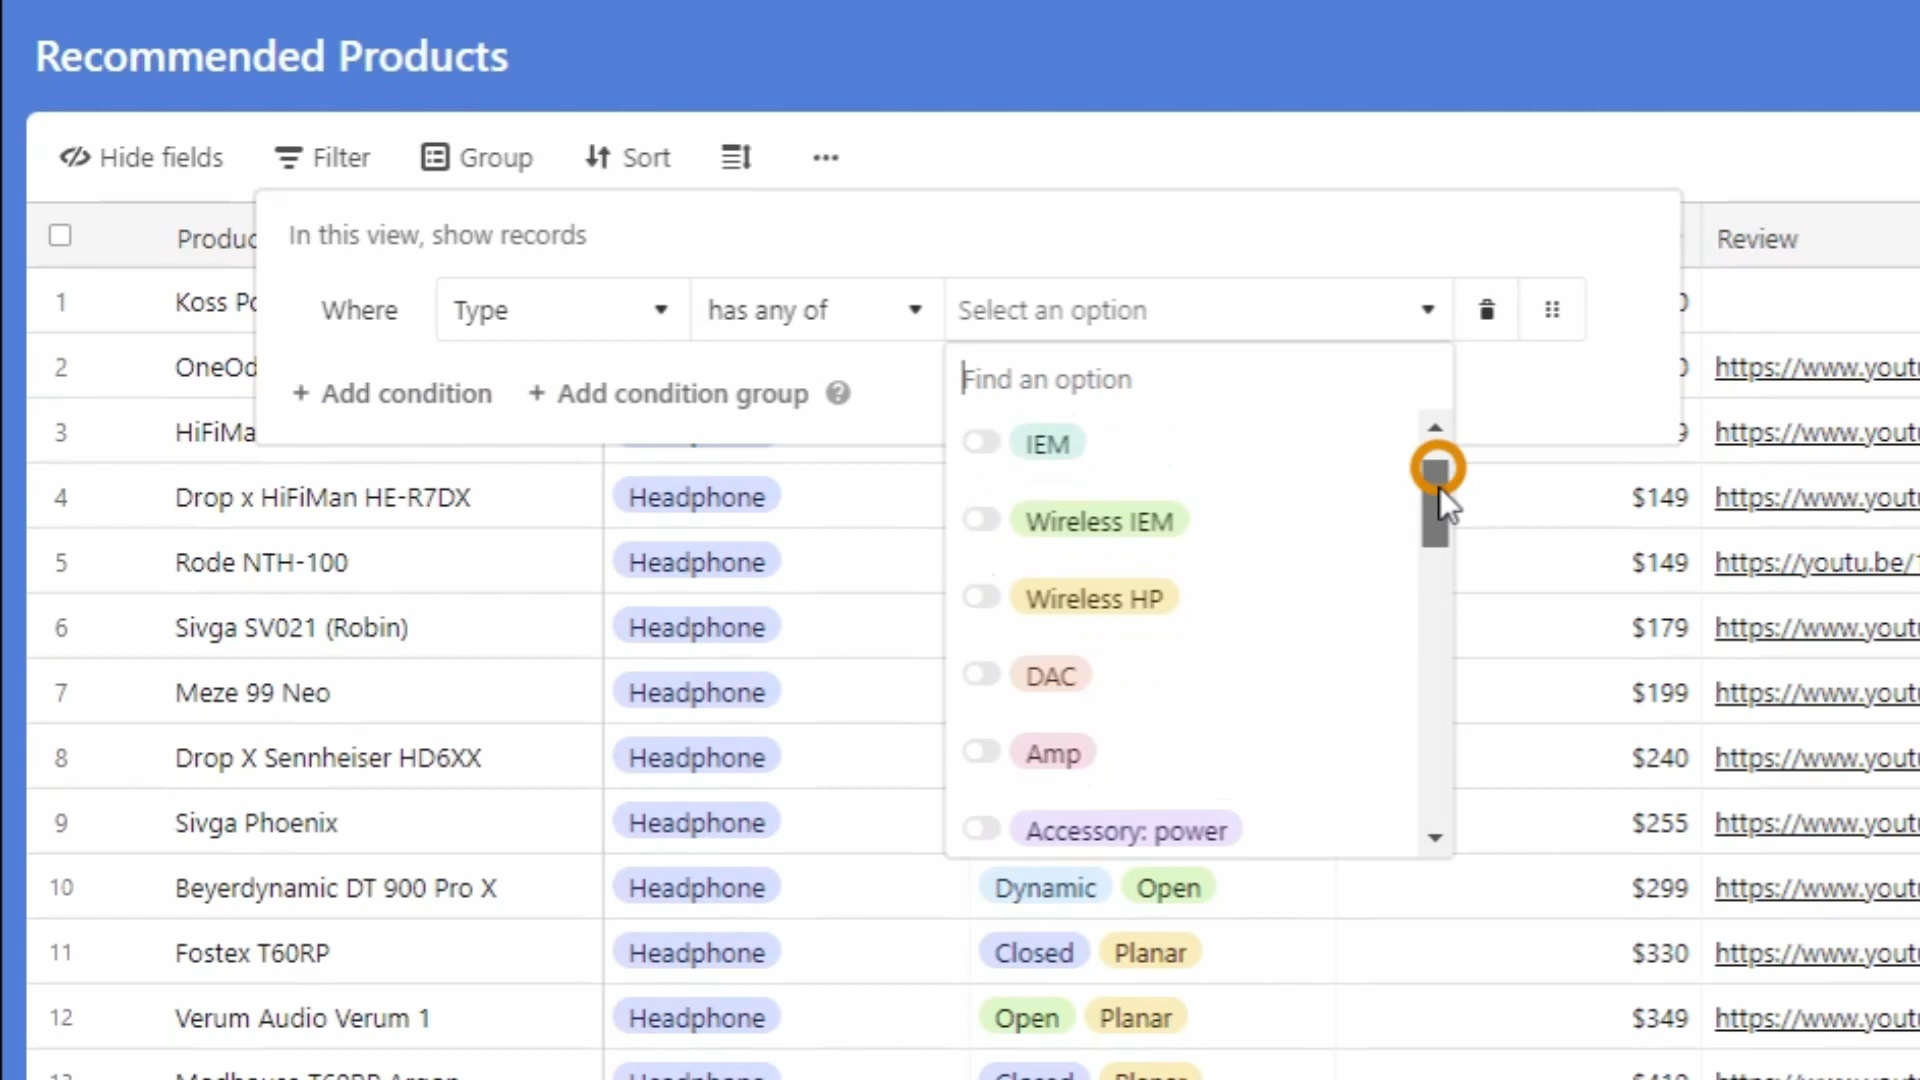 Recommended Products
Hide fields Filter Group Sort
In this view, show records
Where Type has any of Select an option
+ Add condition + Add condition group ?
Find an option
IEM
Wireless IEM
Wireless HP
DAC
Amp
Accessory: power
Review
1 Koss
2
3
4 Drop x HiFiMan HE-R7DX Headphone $149
5 Rode NTH-100 Headphone $149
6 Sivga SV021 (Robin) Headphone $179
7 Meze 99 Neo Headphone $199
8 Drop X Sennheiser HD6XX Headphone $240
9 Sivga Phoenix Headphone $255
10 Beyerdynamic DT 900 Pro X Headphone Dynamic Open $299
11 Fostex T60RP Headphone Closed Planar $330
12 Verum Audio Verum 1 Headphone Open Planar $349